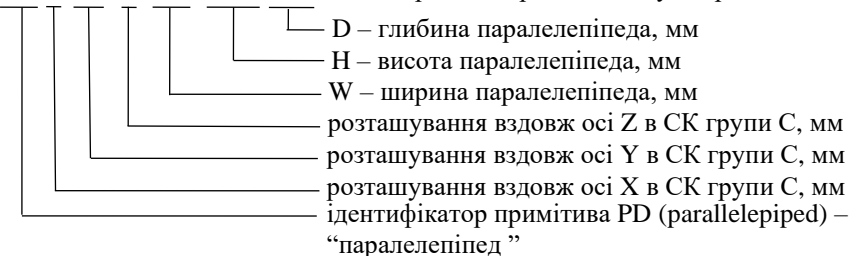 D – глибина паралелепіпеда, мм
H – висота паралелепіпеда, мм
W – ширина паралелепіпеда, мм
розташування вздовж осі Z в СК групи С, мм
розташування вздовж осі Y в СК групи С, мм
розташування вздовж осі X в СК групи С, мм
ідентифікатор примітива PD (parallelepiped) –
“паралелепіпед ”